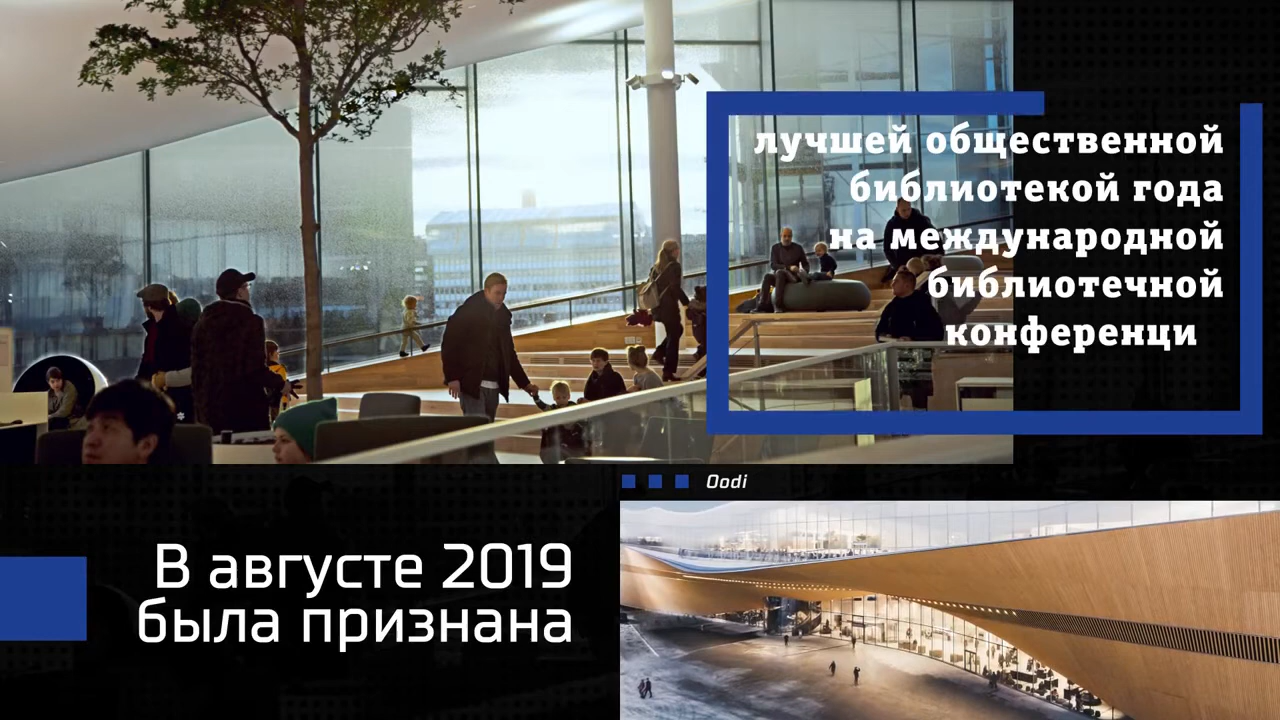 лучшей общественной
библиотекой года
на международной
библиотечной
конференци
Oodi
В августе 2019
была признана